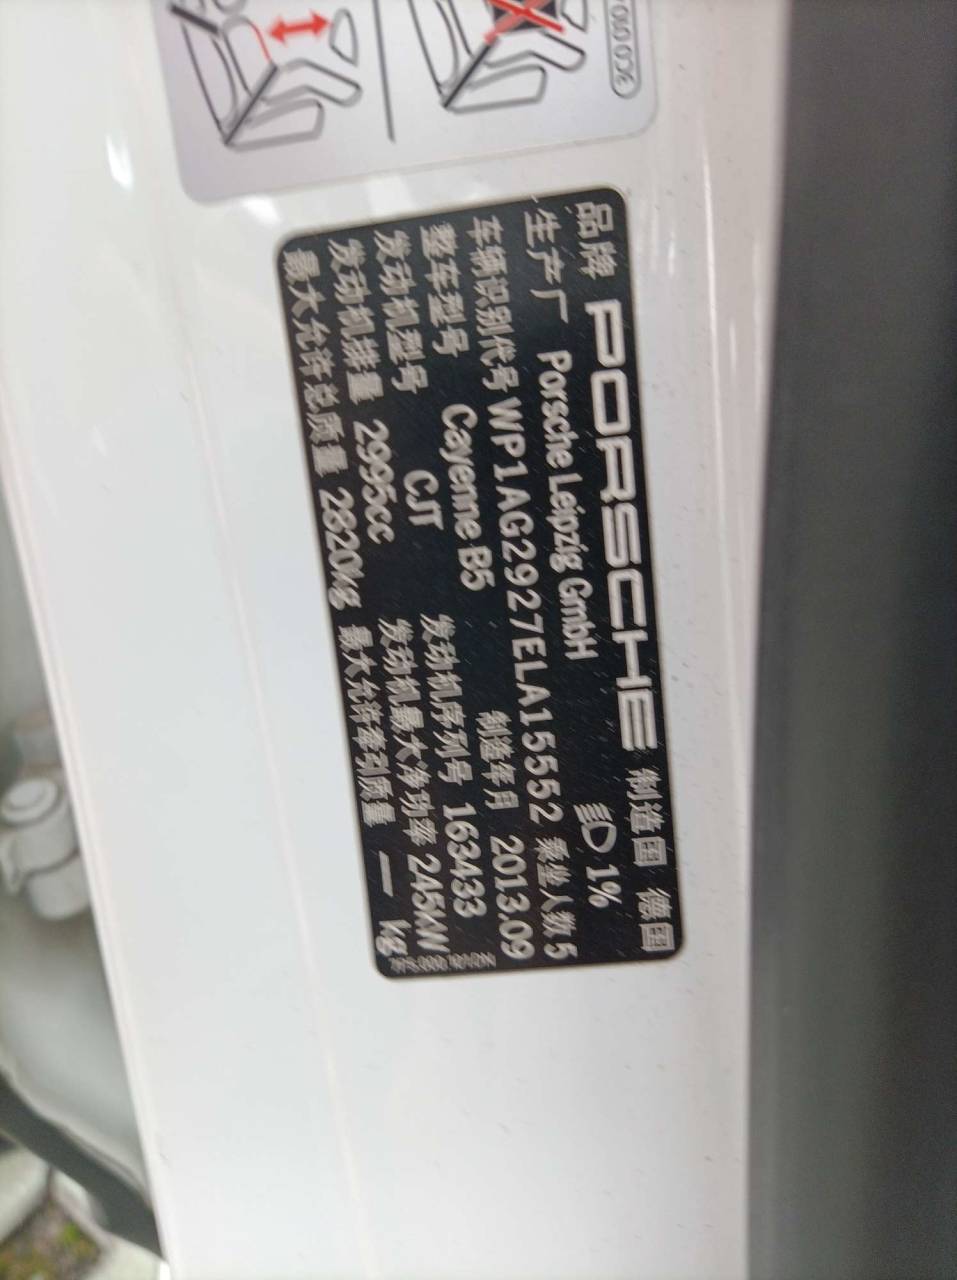 品牌 PORSCHE 制造国 德国
生产厂 Porsche Leipzig GmbH 1%
车辆识别代号 WP1AG2927ELA15552 乘坐人数 5
整车型号 Cayenne B5 制造年月 2013.09
发动机型号 CJT 发动机序列号 163433
发动机排量 2995cc 发动机最大净功率 245kW
最大允许总质量 2820kg 最大允许牵引质量 — kg